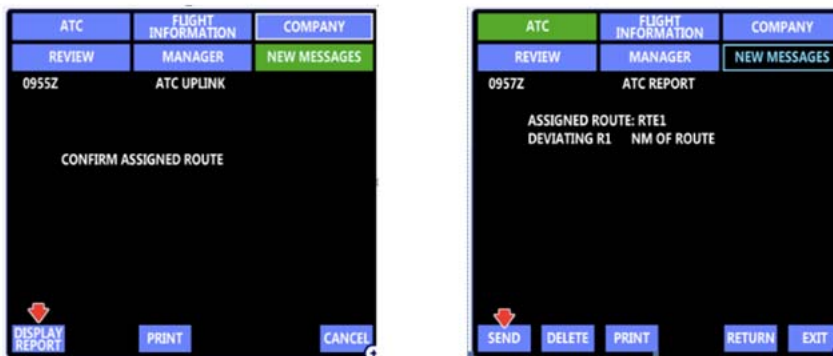 ATC FLIGHT INFORMATION COMPANY
REVIEW MANAGER NEW MESSAGES
0955Z ATC UPLINK
CONFIRM ASSIGNED ROUTE
DISPLAY REPORT PRINT CANCEL
ATC FLIGHT INFORMATION COMPANY
REVIEW MANAGER NEW MESSAGES
0957Z ATC REPORT
ASSIGNED ROUTE: RTE1
DEVIATING R1 NM OF ROUTE
SEND DELETE PRINT RETURN EXIT